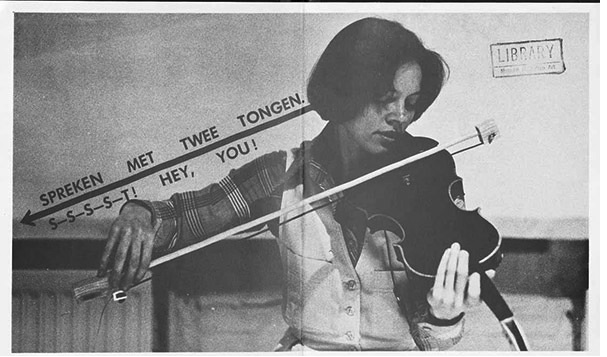 SPREKEN MET TWEE TONGEN.
S—S—S—S—T! HEY, YOU!
LIBRARY